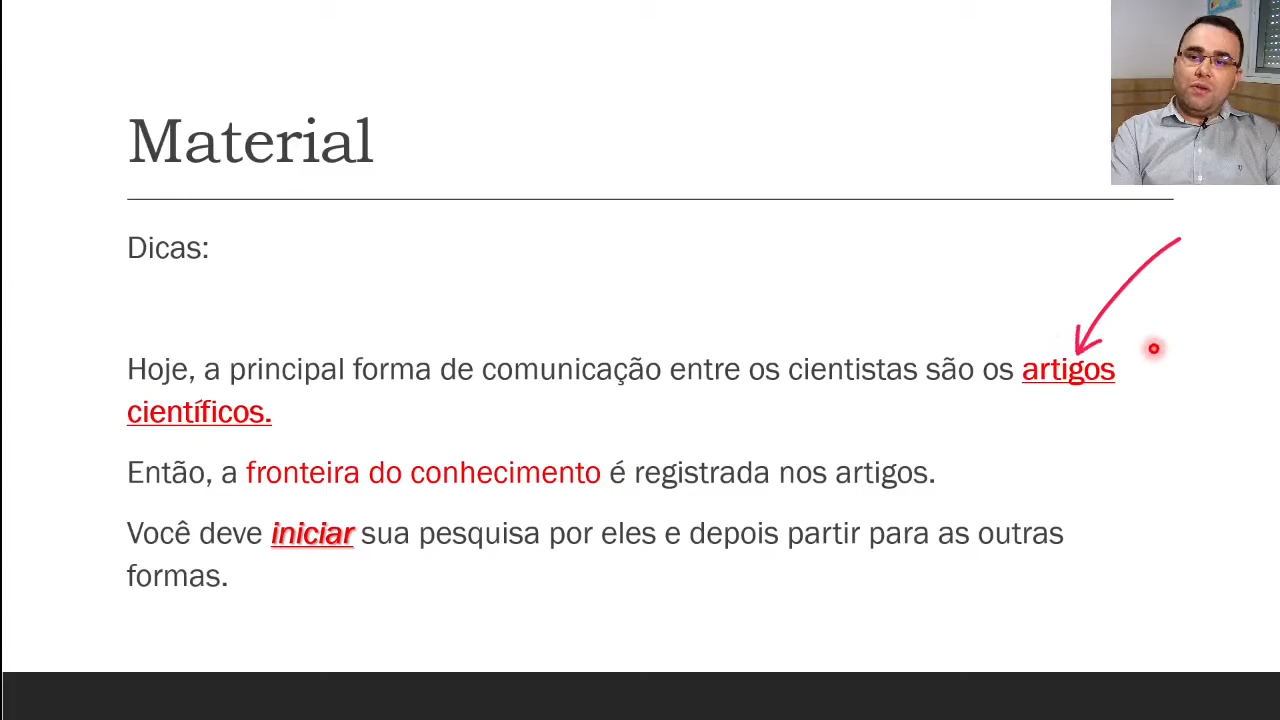 Material
Dicas:
Hoje, a principal forma de comunicação entre os cientistas são os artigos
científicos.
Então, a fronteira do conhecimento é registrada nos artigos.
Você deve iniciar sua pesquisa por eles e depois partir para as outras
formas.